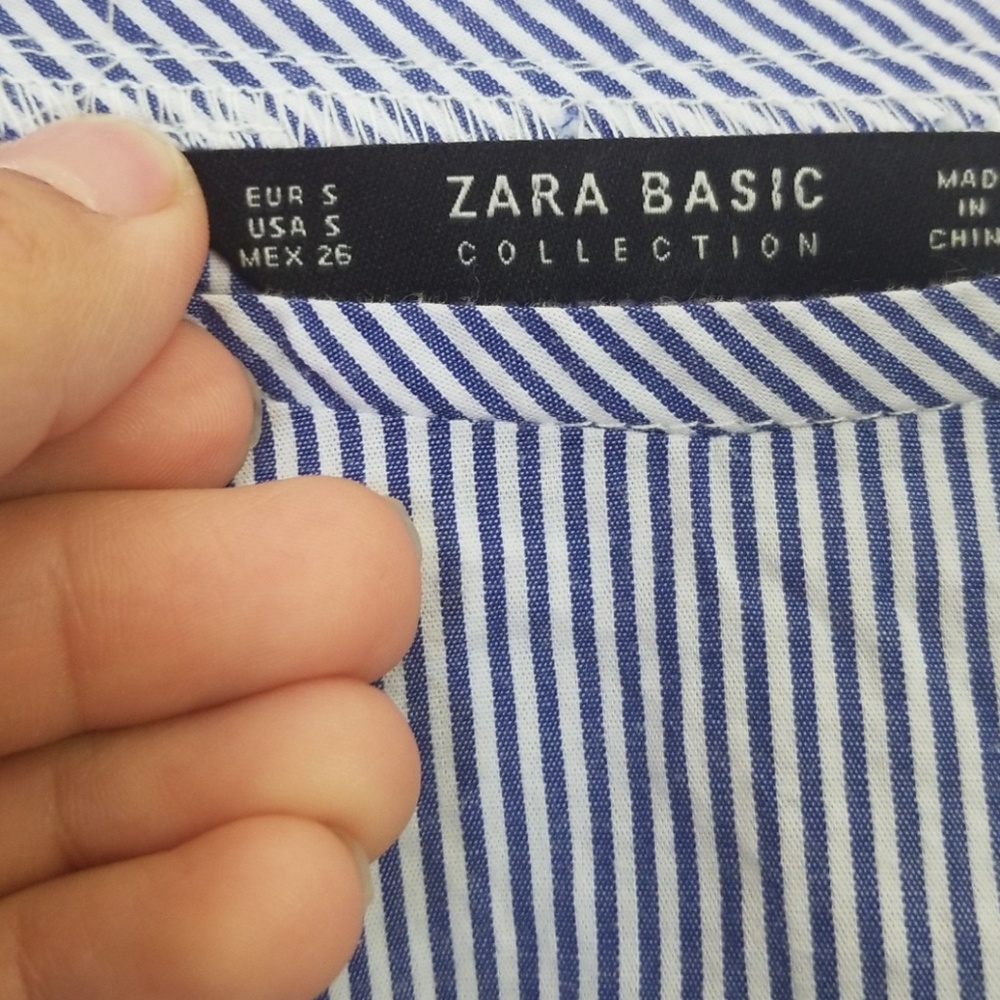 EUR S
USA S
MEX 26
ZARA BASIC
COLLECTION
MAD
IN
CHIN